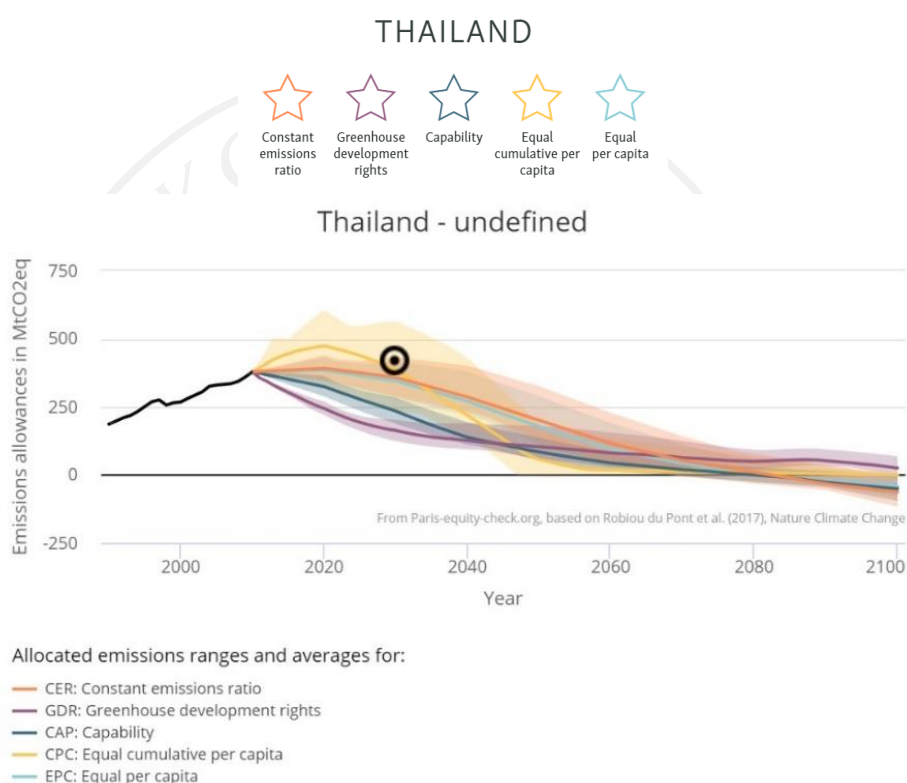 THAILAND
Constant emissions ratio
Greenhouse development rights
Capability
Equal cumulative per capita
Equal per capita
Thailand - undefined
Emissions allowances in MtCO2eq
750
500
250
0
-250
From Paris-equity-check.org, based on Robiou du Pont et al. (2017), Nature Climate Change
2000 2020 2040 2060 2080 2100
Year
Allocated emissions ranges and averages for:
CER: Constant emissions ratio
GDR: Greenhouse development rights
CAP: Capability
CPC: Equal cumulative per capita
EPC: Equal per capita